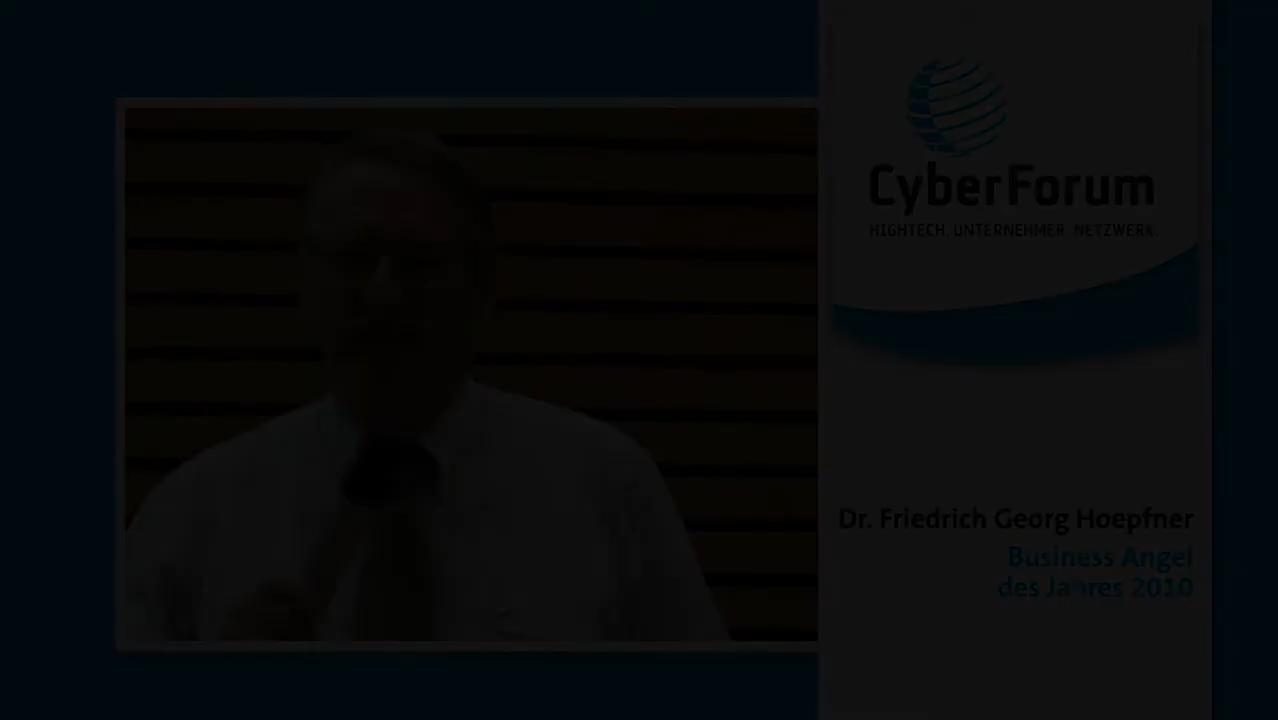 CyberForum
HIGHTECH. UNTERNEHMER. NETZWERK.
Dr. Friedrich Georg Hoepfner
Business Angel
des Jahres 2010